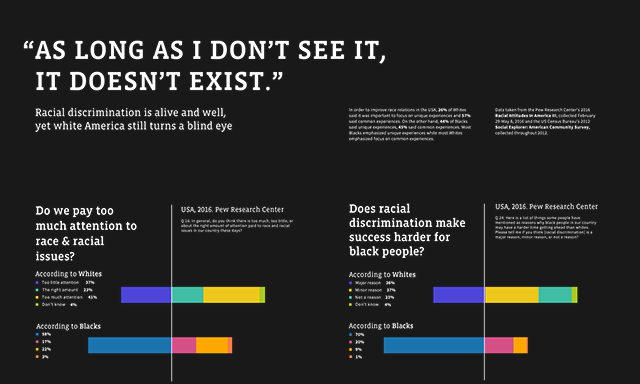 “AS LONG AS I DON’T SEE IT,
IT DOESN’T EXIST.”
Racial discrimination is alive and well,
yet white America still turns a blind eye
In order to improve race relations in the USA, 26% of Whites
said it was important to focus on unique experiences and 57%
said common experiences. On the other hand, 44% of Blacks
said unique experiences, 45% said common experiences. Most
Blacks emphasized unique experiences while most Whites
emphasized focus on common experiences.
Data taken from the Pew Research Center's 2016
Racial Attitudes in America III, collected February
29-May 8, 2016 and the US Census Bureau's 2012
Social Explorer: American Community Survey,
collected throughout 2012.
Do we pay too
much attention to
race & racial
issues?
USA, 2016. Pew Research Center
Q 24: In general, do you think there is too much, too little, or
about the right amount of attention paid to race and racial
issues in our country these days?
According to Whites
Too little attention 37%
The right amount 23%
Too much attention 41%
Don't know 4%
According to Blacks
58%
17%
22%
3%
Does racial
discrimination make
success harder for
black people?
USA, 2016. Pew Research Center
Q 26: Here is a list of things some people have
mentioned as reasons why black people in our country
may have a harder time getting ahead than whites.
Please tell me if you think [racial discrimination] is a
major reason, minor reason, or not a reason?
According to Whites
Major reason 36%
Minor reason 37%
Not a reason 23%
Don't know 4%
According to Blacks
70%
20%
9%
1%